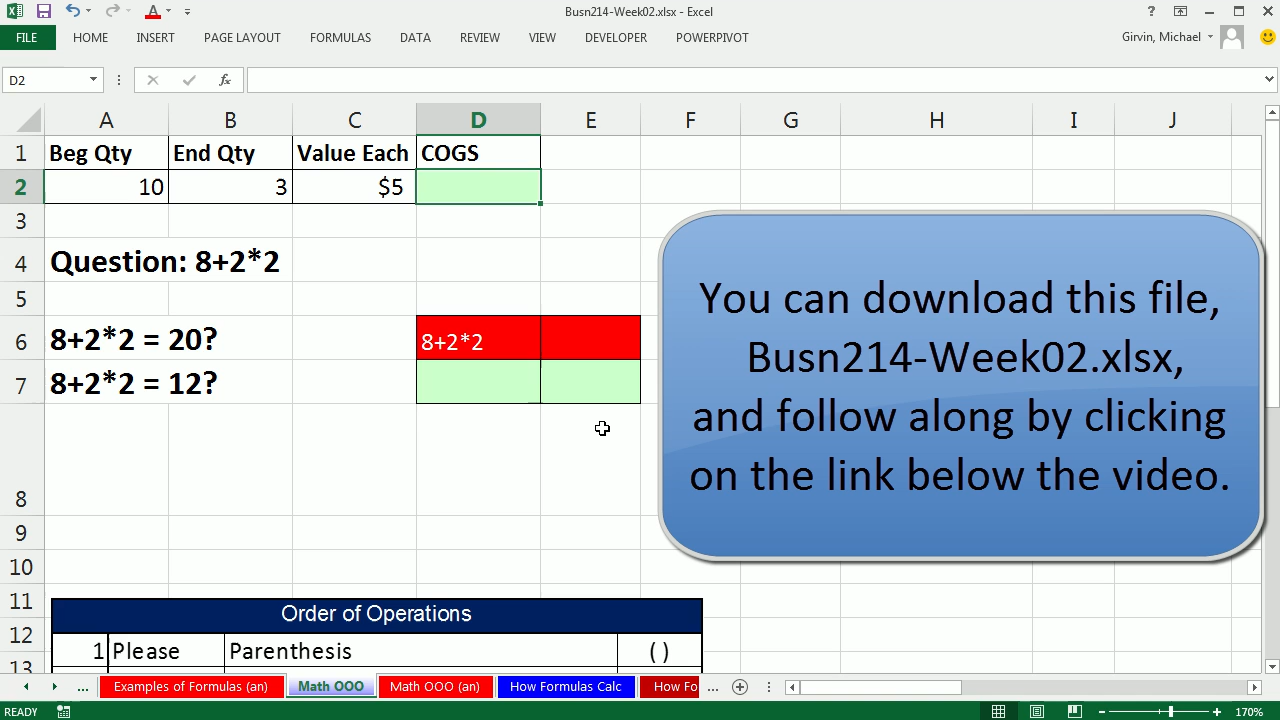 Busn214-Week02.xlsx - Excel
FILE HOME INSERT PAGE LAYOUT FORMULAS DATA REVIEW VIEW DEVELOPER POWERPIVOT Girvin, Michael
D2 fx
A B C D E F G H I J
1 Beg Qty End Qty Value Each COGS
2 10 3 $5
3
4 Question: 8+2*2
5
6 8+2*2 = 20? 8+2*2
7 8+2*2 = 12?
8
9
10
You can download this file,
Busn214-Week02.xlsx,
and follow along by clicking
on the link below the video.
11 Order of Operations
12 1 Please Parenthesis ( )
13
... Examples of Formulas (an) Math OOO Math OOO (an) How Formulas Calc How Fo ...
READY 170%